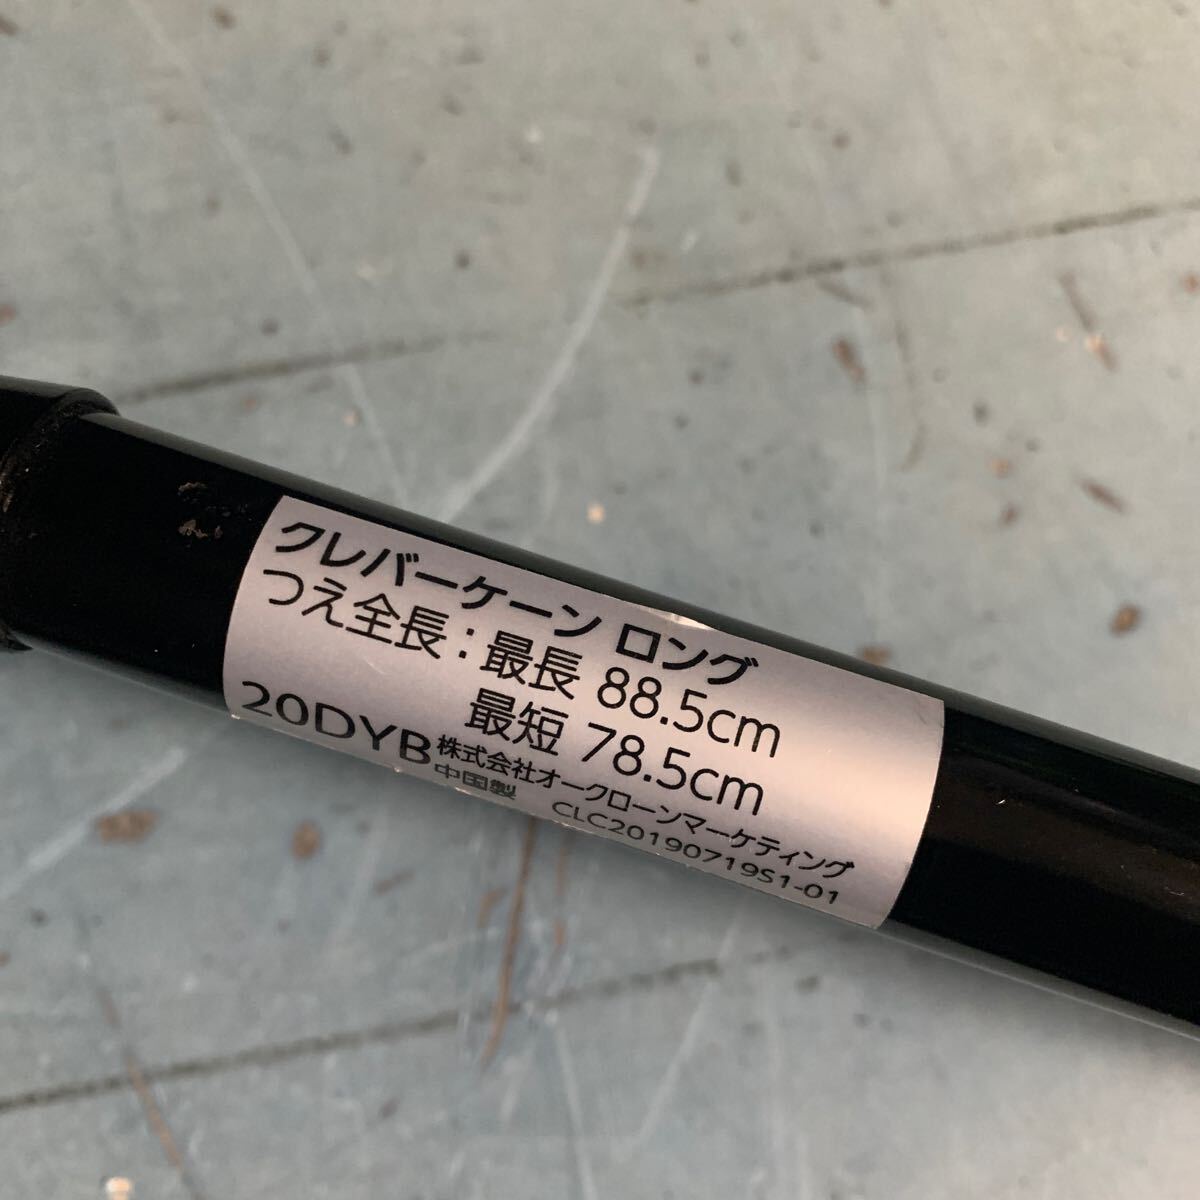 クレバーケーン ロング
つえ全長：最長 88.5cm
最短 78.5cm
20DYB 株式会社オークローンマーケティング
中国製 CLC20190719S1-01